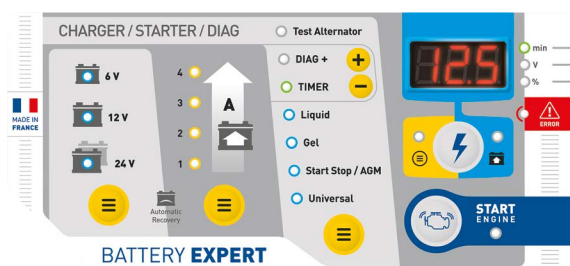 CHARGER / STARTER / DIAG
6 V
12 V
24 V
4
3
2
1
A
Automatic
Recovery
Test Alternator
DIAG +
TIMER
+
−
Liquid
Gel
Start Stop / AGM
Universal
12.5
min
V
%
ERROR
START
ENGINE
MADE IN
FRANCE
BATTERY EXPERT